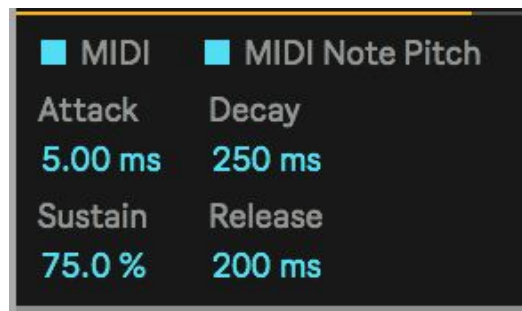 MIDI MIDI Note Pitch
Attack Decay
5.00 ms 250 ms
Sustain Release
75.0 % 200 ms